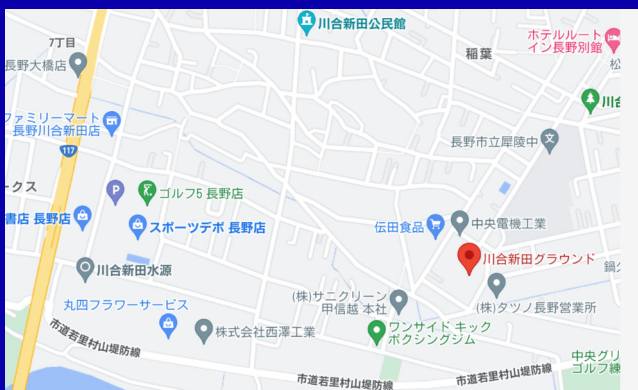 川合新田公民館
ホテルルート
イン長野別館
7丁目
稲葉
長野大橋店
松
川合
ファミリーマート
長野川合新田店
長野市立犀陵中
117
ークス
P
ゴルフ5 長野店
書店 長野店
スポーツデポ 長野店
伝田食品
中央電機工業
川合新田グラウンド
川合新田水源
鍋
(株)サニクリーン
甲信越 本社
(株)タツノ長野営業所
丸四フラワーサービス
株式会社西澤工業
ワンサイド キック
ボクシングジム
市道若里村山堤防線
中央グリ
ゴルフ練
市道若里村山堤防線
市道若里村山堤防線